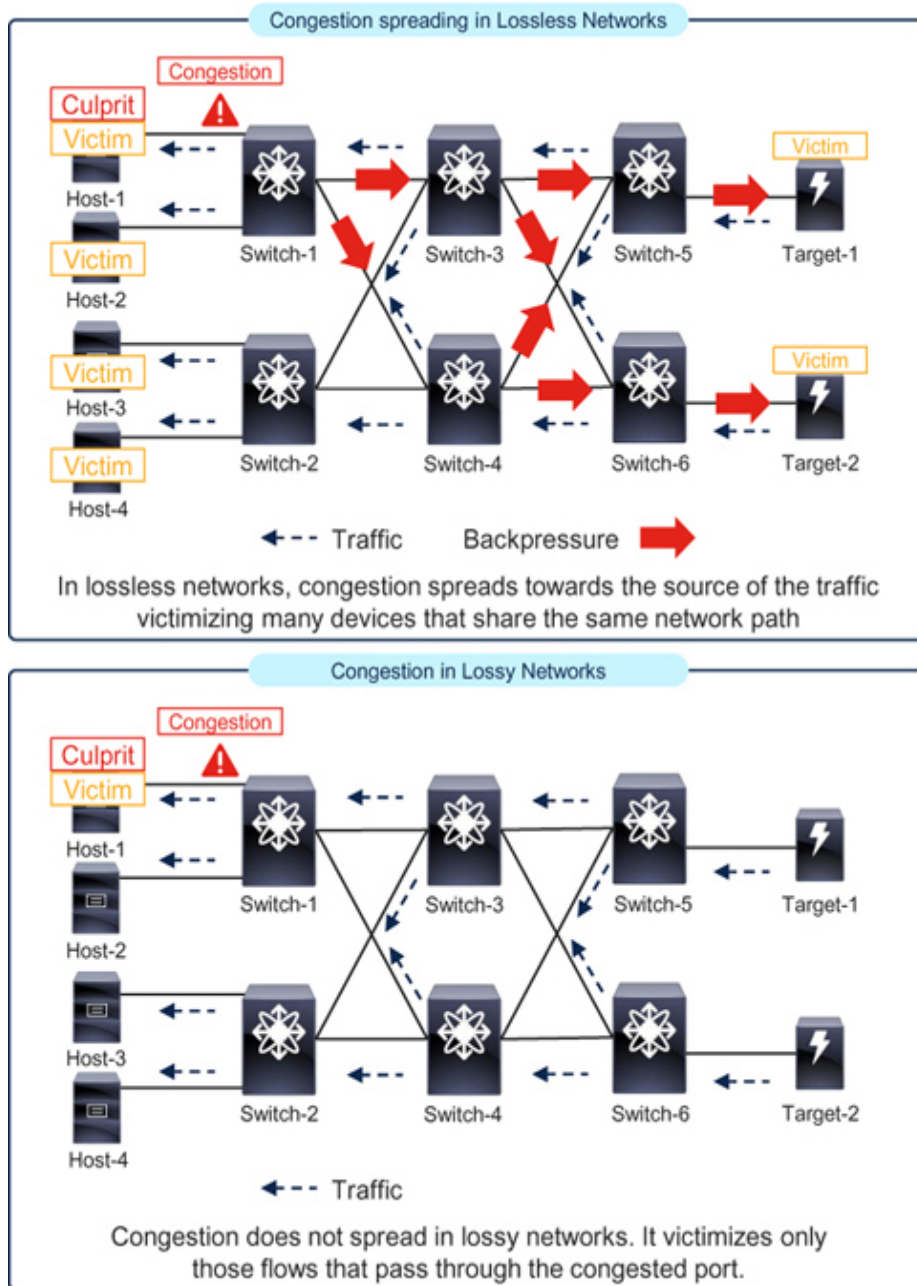 Congestion spreading in Lossless Networks
Congestion
Culprit
Victim
Host-1
Victim
Host-2
Victim
Host-3
Victim
Host-4
Switch-1
Switch-3
Switch-5
Victim
Target-1
Switch-2
Switch-4
Switch-6
Victim
Target-2
Traffic
Backpressure
In lossless networks, congestion spreads towards the source of the traffic
victimizing many devices that share the same network path
Congestion in Lossy Networks
Congestion
Culprit
Victim
Host-1
Host-2
Host-3
Host-4
Switch-1
Switch-3
Switch-5
Target-1
Switch-2
Switch-4
Switch-6
Target-2
Traffic
Congestion does not spread in lossy networks. It victimizes only
those flows that pass through the congested port.